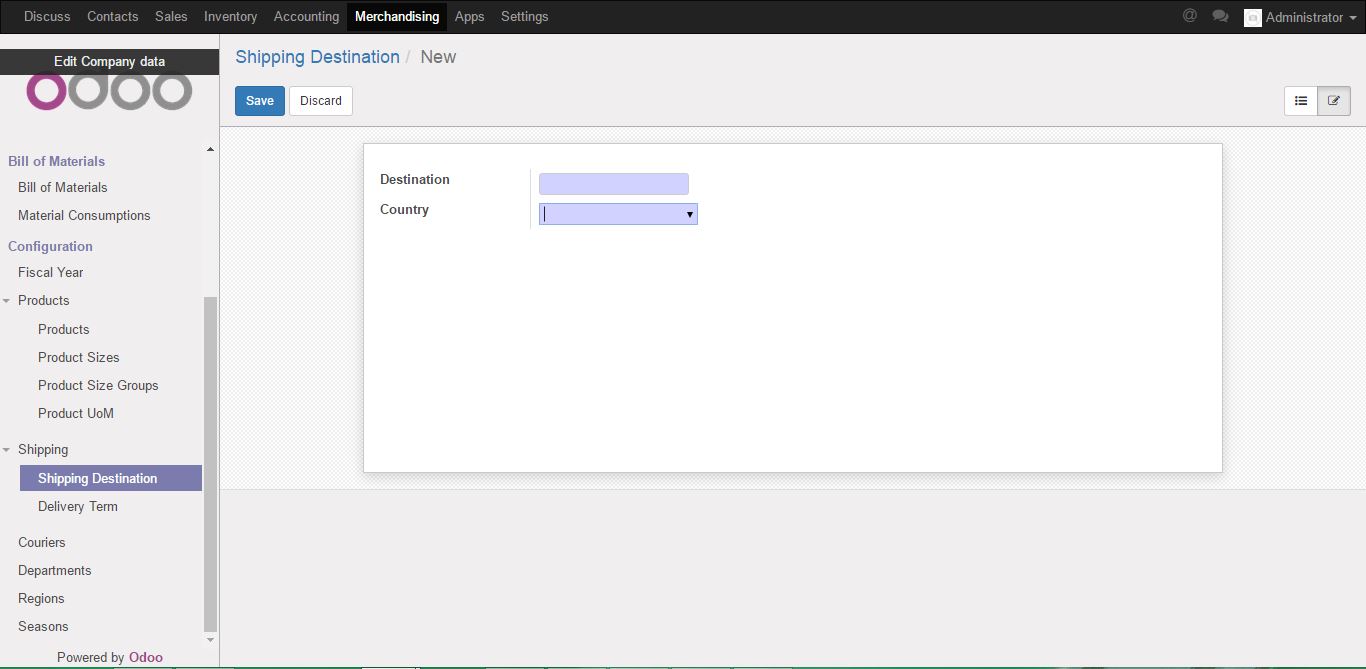 Discuss Contacts Sales Inventory Accounting Merchandising Apps Settings @ Administrator
Edit Company data
odoo
Shipping Destination / New
Save Discard
Bill of Materials
Bill of Materials
Material Consumptions
Configuration
Fiscal Year
Products
Products
Product Sizes
Product Size Groups
Product UoM
Shipping
Shipping Destination
Delivery Term
Couriers
Departments
Regions
Seasons
Powered by Odoo
Destination
Country